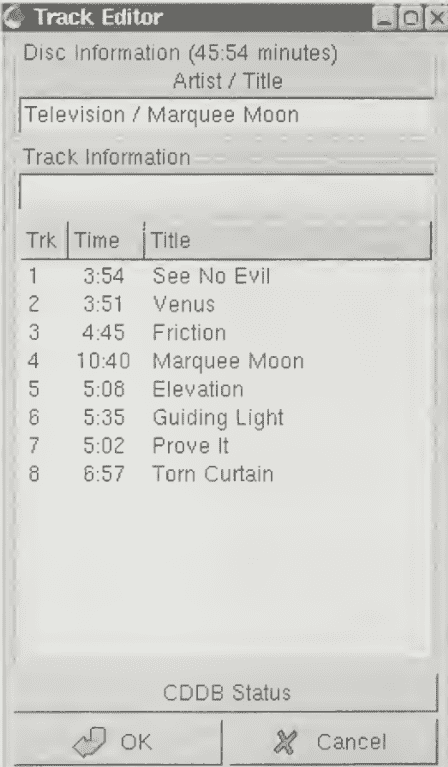 Track Editor
Disc Information (45:54 minutes)
Artist / Title
Television / Marquee Moon
Track Information
Trk Time Title
1 3:54 See No Evil
2 3:51 Venus
3 4:45 Friction
4 10:40 Marquee Moon
5 5:08 Elevation
6 5:35 Guiding Light
7 5:02 Prove It
8 6:57 Torn Curtain
CDDB Status
OK Cancel